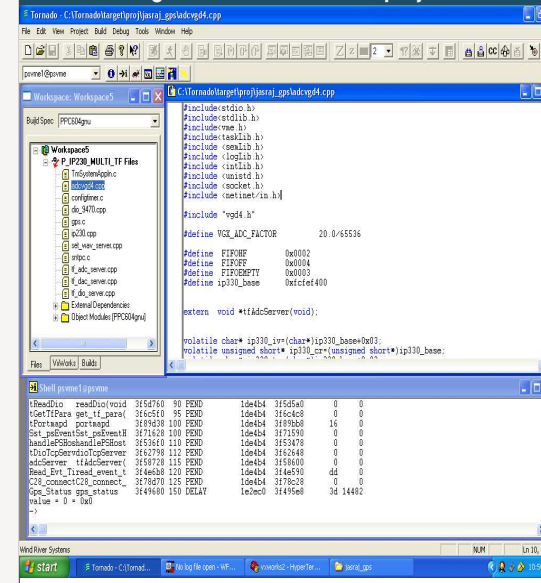 Tornado - C:\Tornado\target\proj\jasraj_gps\adcvgd4.cpp
File Edit View Project Build Debug Tools Window Help
psvme1@psvme
Workspace: Workspace5
Build Spec PPC604gnu
Workspace5
P_IP230_MULTI_TF Files
TmSystemAppln.c
adcvgd4.cpp
configtimer.c
dio_9470.cpp
gps.c
ip230.cpp
sel_wav_server.cpp
sntpc.c
tf_adc_server.cpp
tf_dac_server.cpp
tf_dio_server.cpp
External Dependencies
Object Modules [PPC604gnu]
Files VxWorks Builds
C:\Tornado\target\proj\jasraj_gps\adcvgd4.cpp
#include<stdio.h>
#include<stdlib.h>
#include<vme.h>
#include<taskLib.h>
#include <semLib.h>
#include <logLib.h>
#include <intLib.h>
#include <unistd.h>
#include <socket.h>
#include <netinet/in.h>
#include "vgd4.h"
#define VGX_ADC_FACTOR 20.0/65536
#define FIFOHF 0x0002
#define FIFOFF 0x0004
#define FIFOEMPTY 0x0003
#define ip330_base 0xfcfef400
extern void *tfAdcServer(void);
volatile char* ip330_iv=(char*)ip330_base+0x03;
volatile unsigned short* ip330_cr=(unsigned short*)ip330_base;
Shell psvme1@psvme
tReadDio readDio(void 3f5d760 90 PEND 1de4b4 3f5d5a0 0 0
tGetTfPara get_tf_para( 3f6c5f0 95 PEND 1de4b4 3f6c4c8 0 0
tPortmapd portmapd 3f89d38 100 PEND 1de4b4 3f89bb8 16 0
Sst_psEventSst_psEventH 3f71628 100 PEND 1de4b4 3f71590 0 0
handlePSHoshandlePSHost 3f536f0 110 PEND 1de4b4 3f53478 0 0
tDioTcpServdioTcpServer 3f62798 112 PEND 1de4b4 3f62648 0 0
adcServer tfAdcServer( 3f58728 115 PEND 1de4b4 3f58600 0 0
Read_Evt_Tiread_event_t 3f4e6b8 120 PEND 1de4b4 3f4e590 dd 0
C28_connectC28_connect_ 3f78d70 125 PEND 1de4b4 3f78c28 0 0
Gps_Status gps_status 3f49680 150 DELAY 1e2ec0 3f495e8 3d 14482
value = 0 = 0x0
->
Wind River Systems NUM Ln 10,
start Tornado - C:\Tornad... No log file open - WF... vxworks2 - HyperTer... jasraj_gps